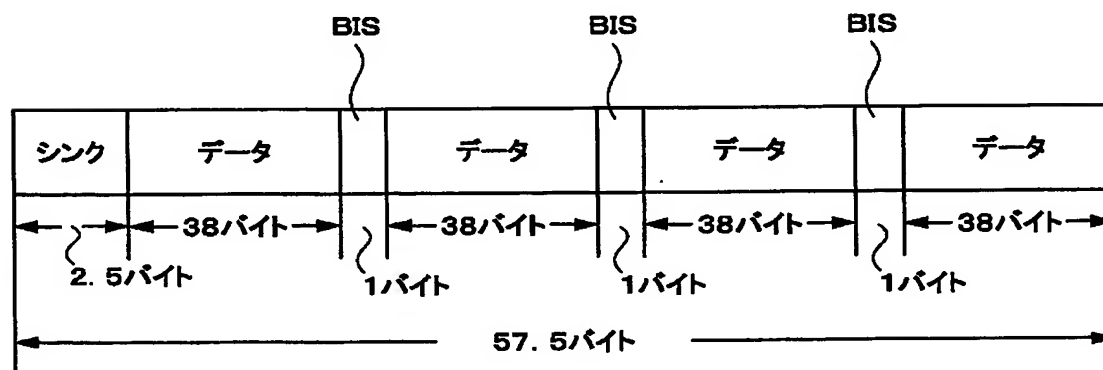 BIS BIS BIS
シンク データ データ データ データ
38バイト 38バイト 38バイト 38バイト
2. 5バイト 1バイト 1バイト 1バイト
57. 5バイト